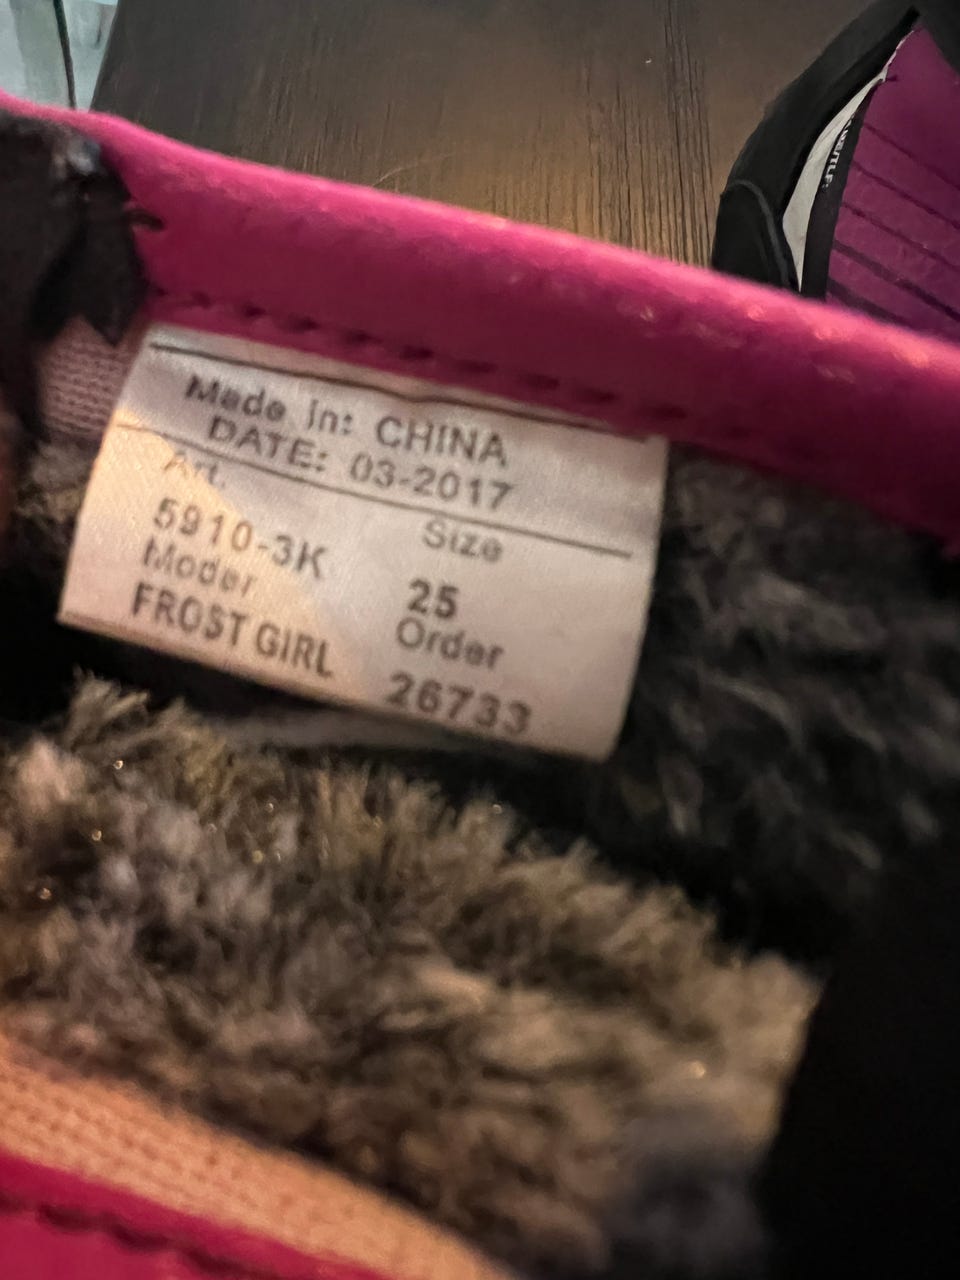 Made in: CHINA
DATE: 03-2017
Art. Size
5910-3K 25
Moder Order
FROST GIRL 26733